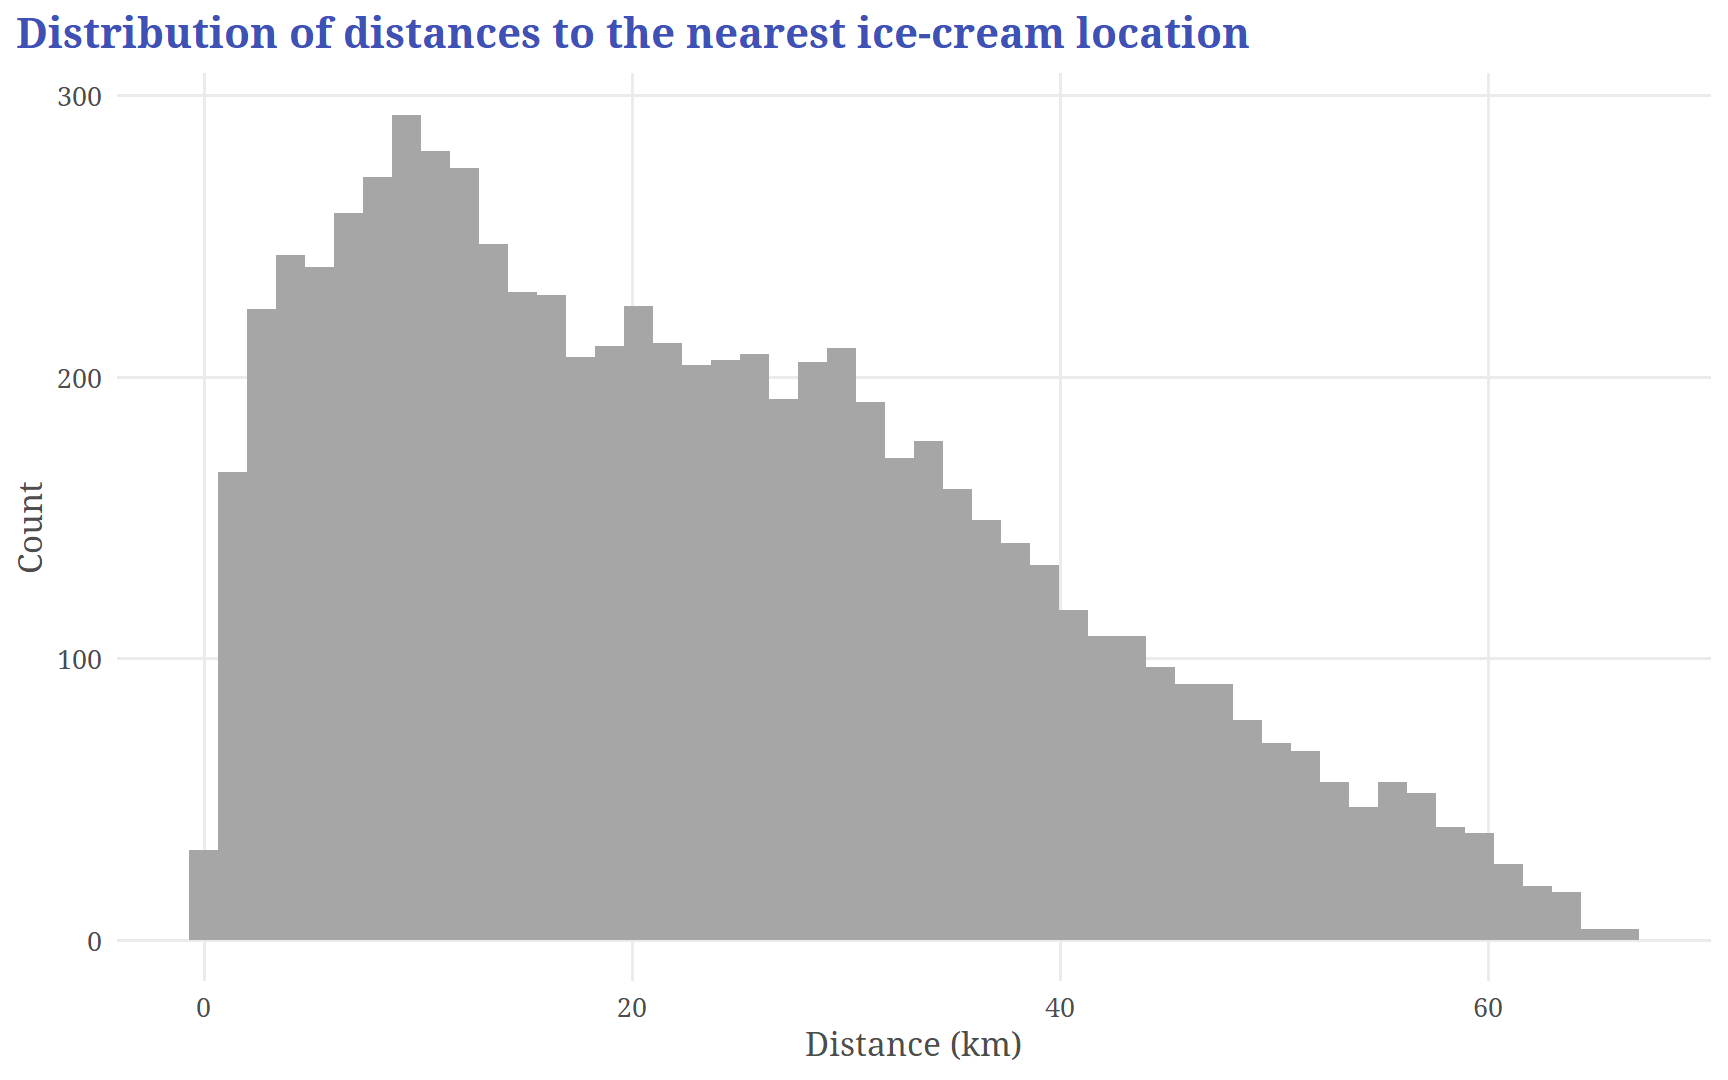 Distribution of distances to the nearest ice-cream location
300
200
100
0
Count
0 20 40 60
Distance (km)